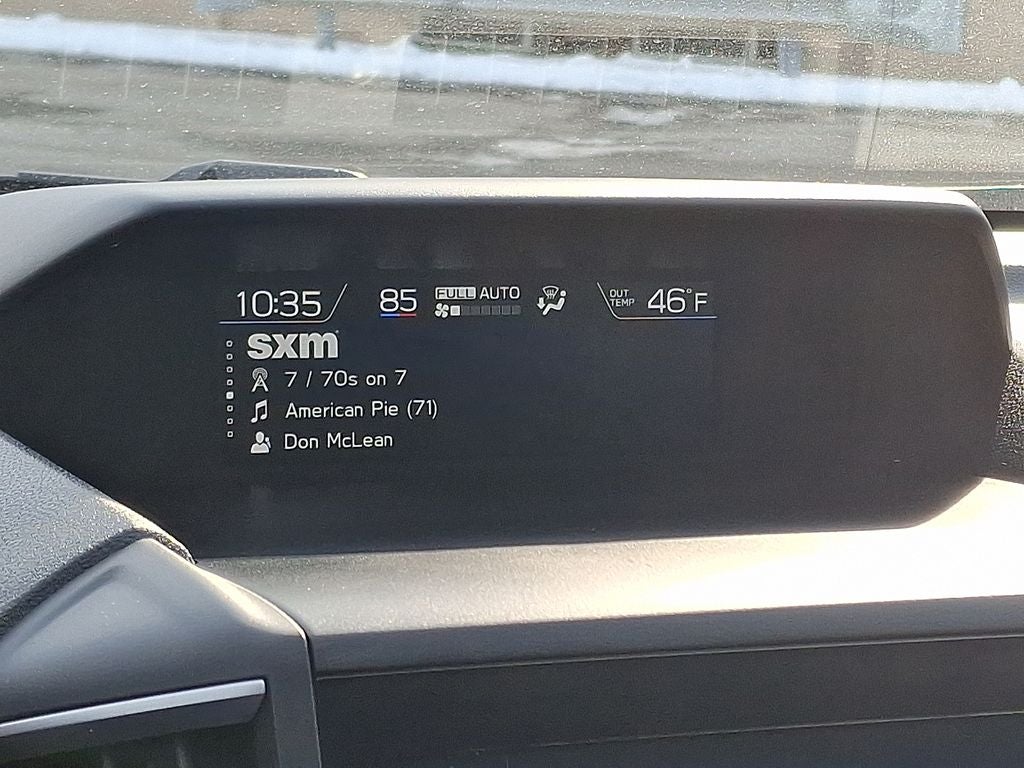 10:35 85 FULL AUTO OUT TEMP 46°F
sxm
7 / 70s on 7
American Pie (71)
Don McLean